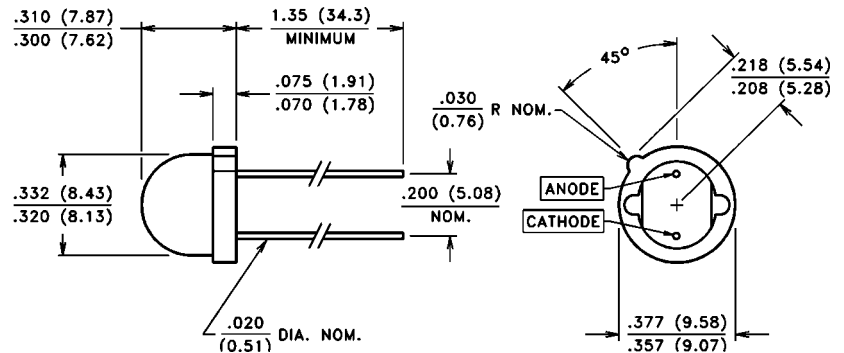 .310 (7.87)
.300 (7.62)
1.35 (34.3)
MINIMUM
.075 (1.91)
.070 (1.78)
.332 (8.43)
.320 (8.13)
.200 (5.08)
NOM.
.020
(0.51)
DIA. NOM.
45°
.218 (5.54)
.208 (5.28)
.030
(0.76)
R NOM.
ANODE
CATHODE
.377 (9.58)
.357 (9.07)